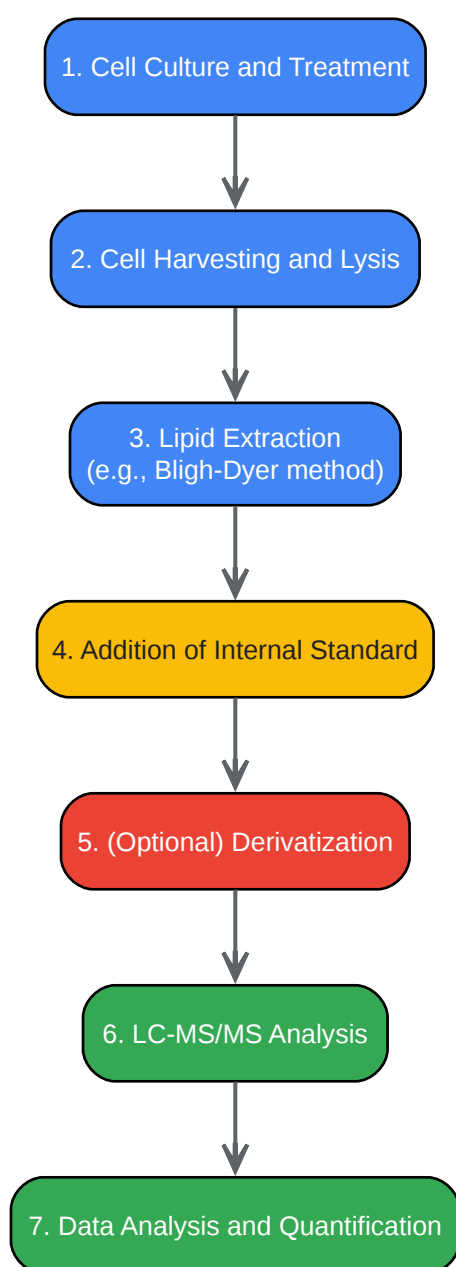 1. Cell Culture and Treatment
2. Cell Harvesting and Lysis
3. Lipid Extraction
(e.g., Bligh-Dyer method)
4. Addition of Internal Standard
5. (Optional) Derivatization
6. LC-MS/MS Analysis
7. Data Analysis and Quantification